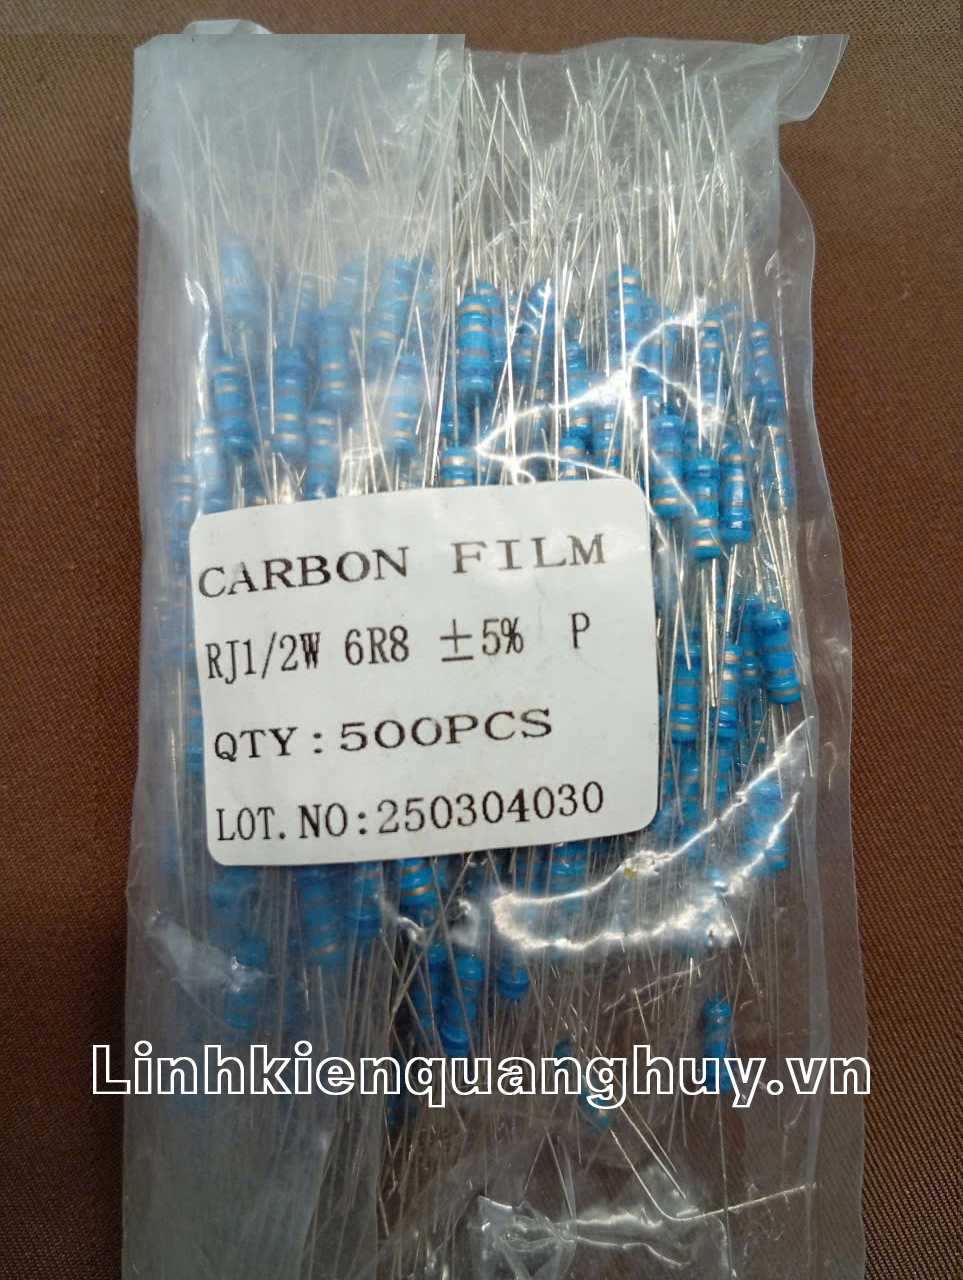 CARBON FILM
RJ1/2W 6R8 ±5% P
QTY:500PCS
LOT.NO:250304030
Linhkienquanghuy.vn